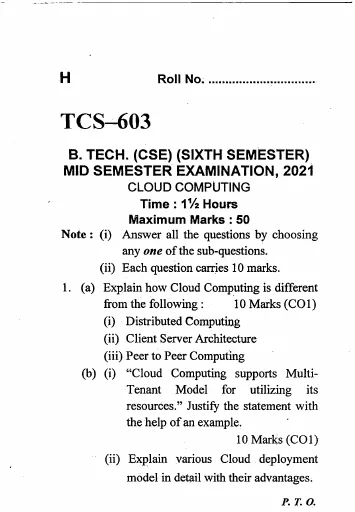 H Roll No. ................................
TCS–603
B. TECH. (CSE) (SIXTH SEMESTER)
MID SEMESTER EXAMINATION, 2021
CLOUD COMPUTING
Time : 1½ Hours
Maximum Marks : 50
Note : (i) Answer all the questions by choosing
any one of the sub-questions.
(ii) Each question carries 10 marks.
1. (a) Explain how Cloud Computing is different
from the following : 10 Marks (CO1)
(i) Distributed Computing
(ii) Client Server Architecture
(iii) Peer to Peer Computing
(b) (i) “Cloud Computing supports Multi-
Tenant Model for utilizing its
resources.” Justify the statement with
the help of an example.
10 Marks (CO1)
(ii) Explain various Cloud deployment
model in detail with their advantages.
P. T. O.